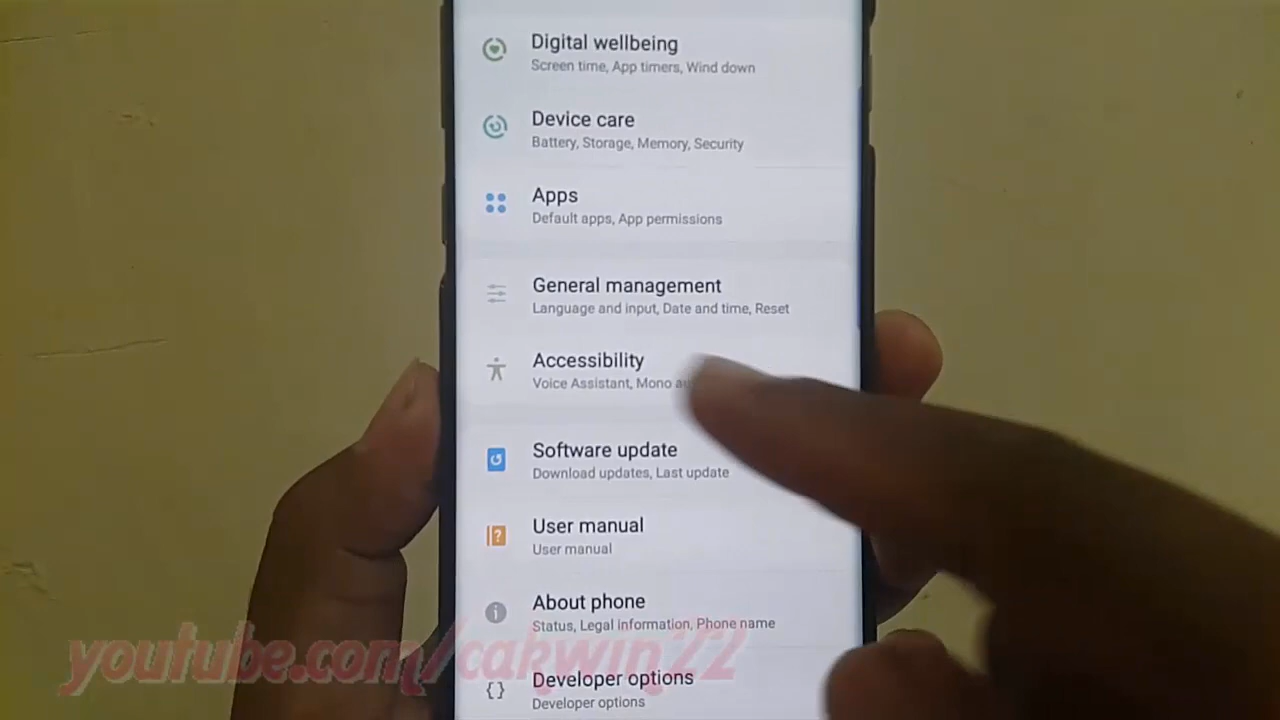 Digital wellbeing
Screen time, App timers, Wind down
Device care
Battery, Storage, Memory, Security
Apps
Default apps, App permissions
General management
Language and input, Date and time, Reset
Accessibility
Voice Assistant, Mono
Software update
Download updates, Last update
User manual
User manual
About phone
Status, Legal information, Phone name
youtube.com/cakwin22
Developer options
Developer options